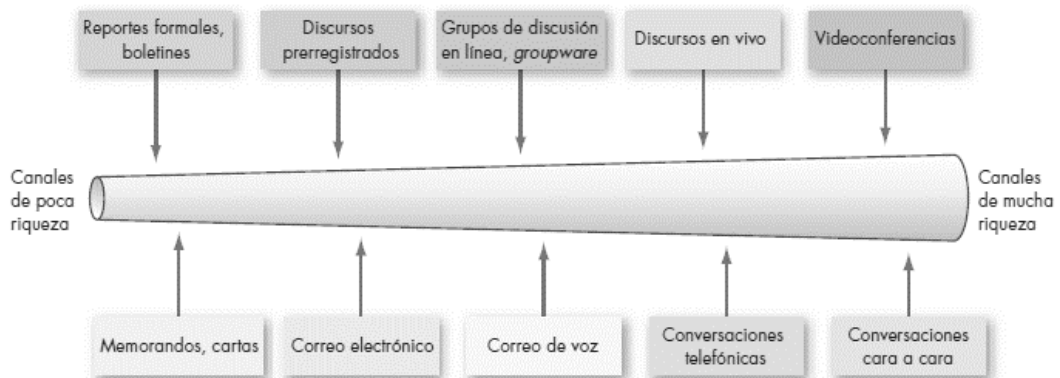 Reportes formales,
boletines
Discursos
prerregistrados
Grupos de discusión
en línea, groupware
Discursos en vivo
Videoconferencias
Canales
de poca
riqueza
Canales
de mucha
riqueza
Memorandos, cartas
Correo electrónico
Correo de voz
Conversaciones
telefónicas
Conversaciones
cara a cara